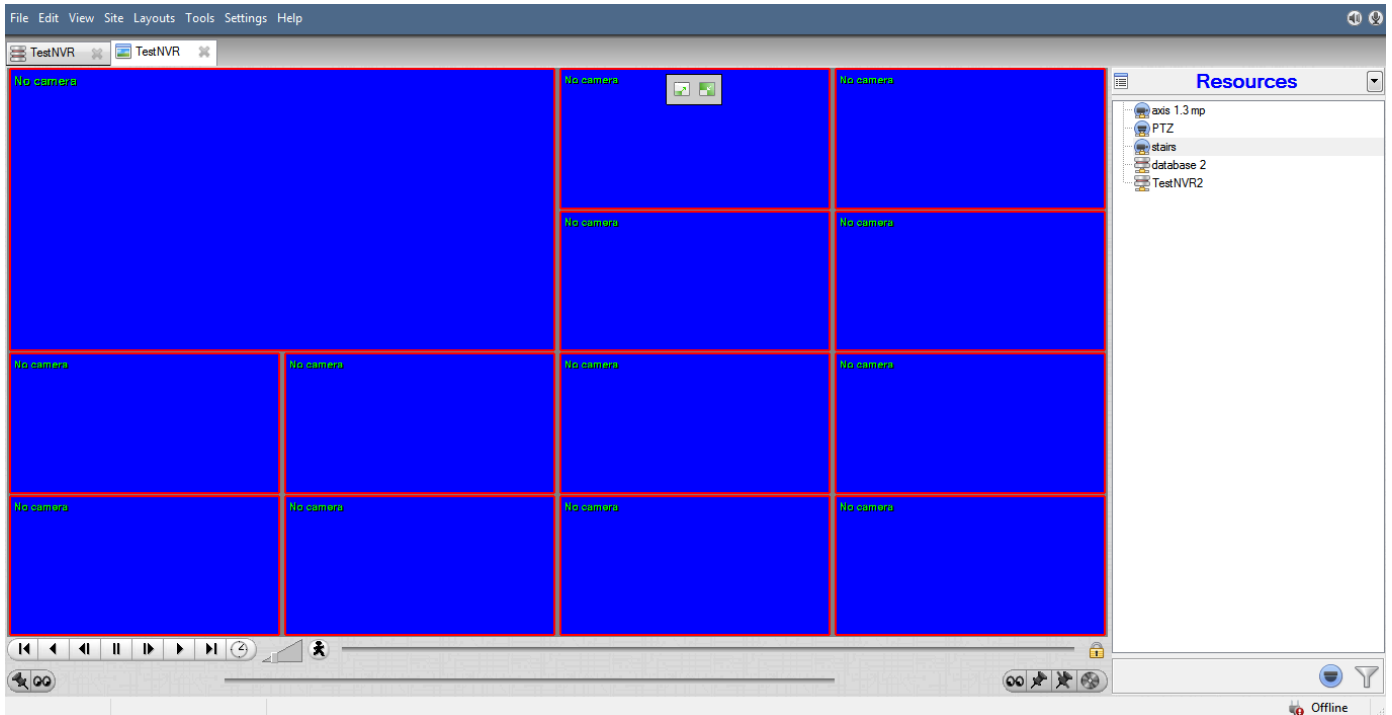 File Edit View Site Layouts Tools Settings Help
TestNVR TestNVR
No camera No camera No camera
Resources
axis 1.3 mp
PTZ
stairs
database 2
TestNVR2
No camera No camera
No camera No camera No camera No camera
No camera No camera No camera No camera
Offline